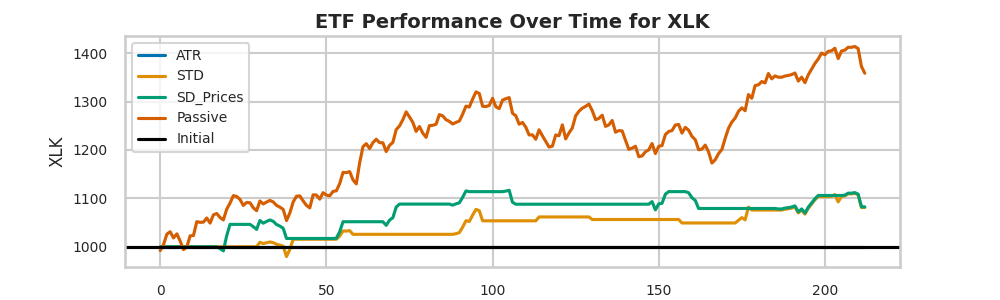 ETF Performance Over Time for XLK
XLK
1400
1300
1200
1100
1000
ATR
STD
SD_Prices
Passive
Initial
0
50
100
150
200